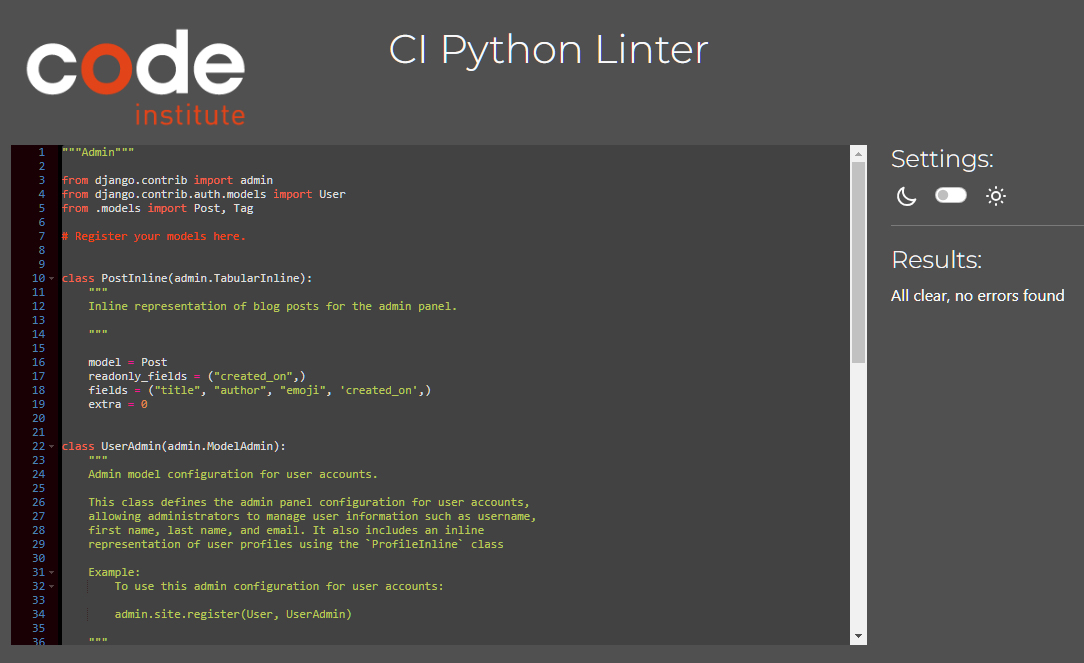 code
institute
CI Python Linter
1 """Admin"""
2
3 from django.contrib import admin
4 from django.contrib.auth.models import User
5 from .models import Post, Tag
6
7 # Register your models here.
8
9
10 class PostInline(admin.TabularInline):
11     """
12     Inline representation of blog posts for the admin panel.
13
14     """
15
16     model = Post
17     readonly_fields = ("created_on",)
18     fields = ("title", "author", "emoji", 'created_on',)
19     extra = 0
20
21
22 class UserAdmin(admin.ModelAdmin):
23     """
24     Admin model configuration for user accounts.
25
26     This class defines the admin panel configuration for user accounts,
27     allowing administrators to manage user information such as username,
28     first name, last name, and email. It also includes an inline
29     representation of user profiles using the `ProfileInline` class
30
31     Example:
32         To use this admin configuration for user accounts:
33
34         admin.site.register(User, UserAdmin)
35
36     """
Settings:
Results:
All clear, no errors found